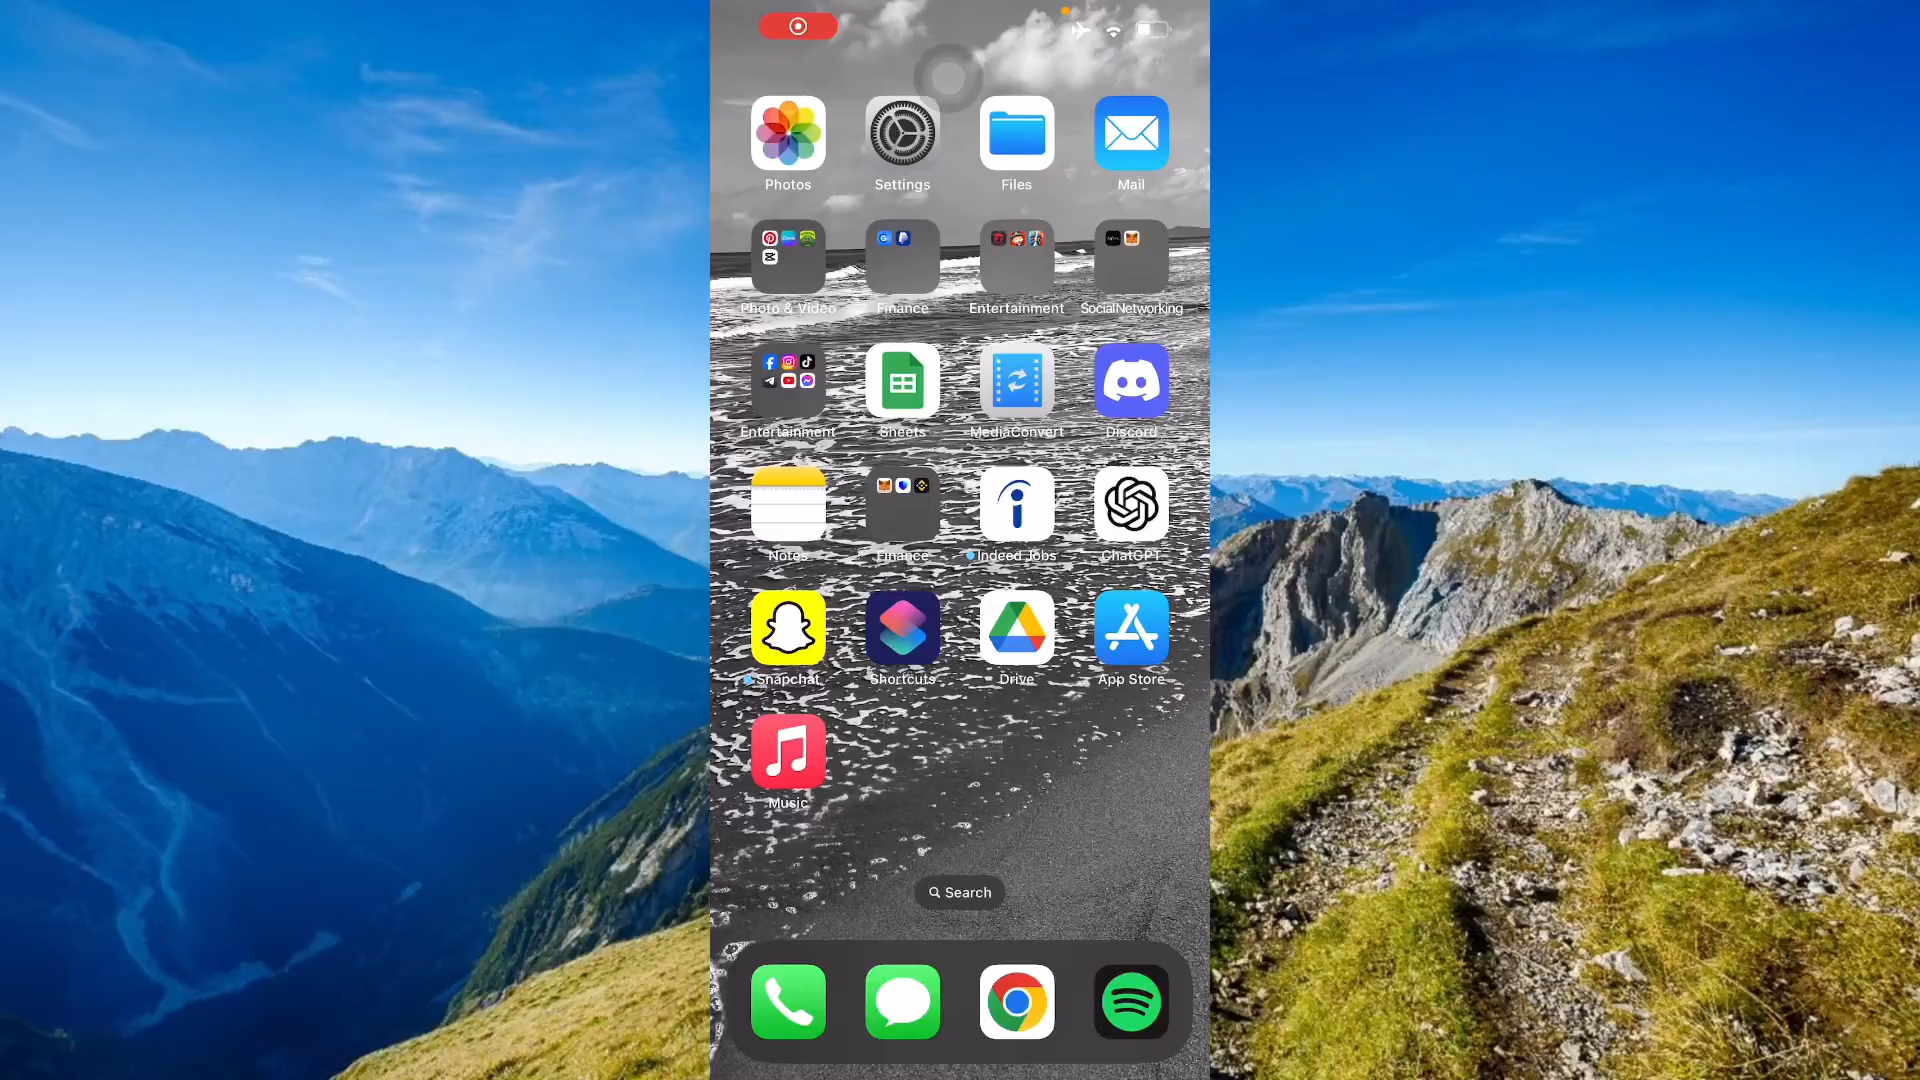 Photos
Settings
Files
Mail
Photo & Video
Finance
Entertainment
SocialNetworking
Entertainment
Sheets
MediaConvert
Discord
Notes
Finance
Indeed Jobs
ChatGPT
Snapchat
Shortcuts
Drive
App Store
Music
Search